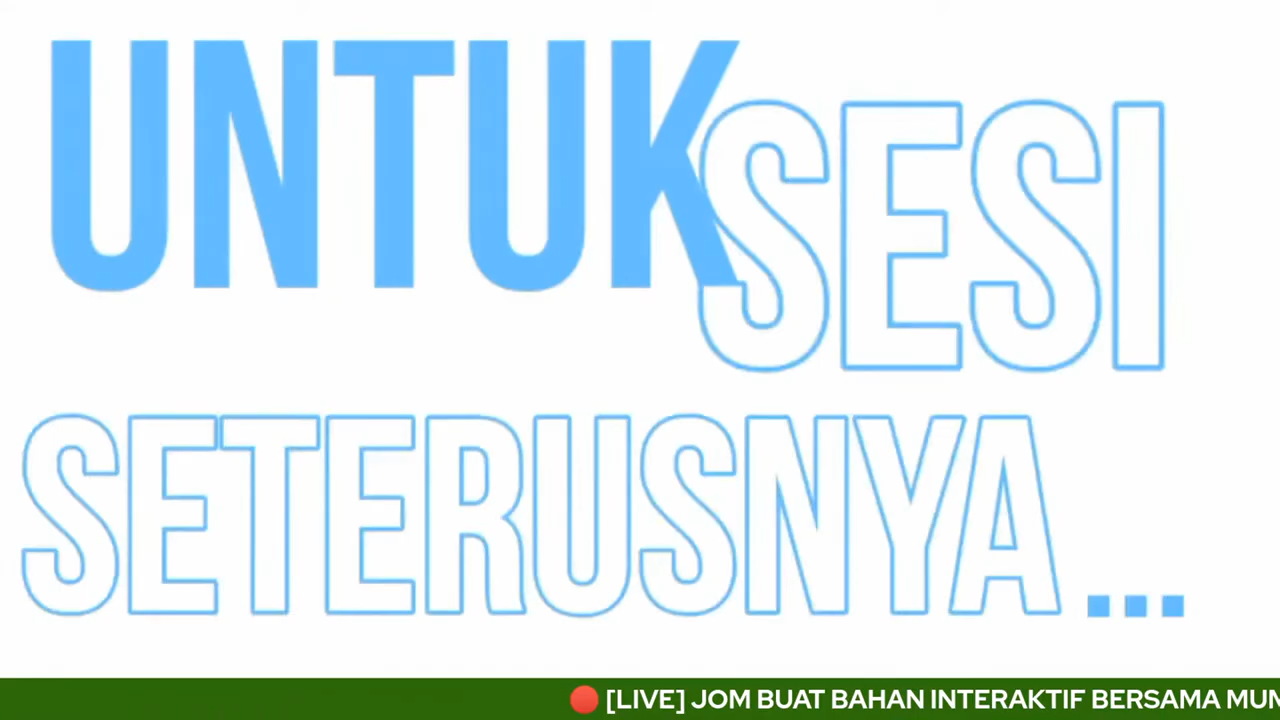 UNTUK SESI
SETERUSNYA...
🔴 [LIVE] JOM BUAT BAHAN INTERAKTIF BERSAMA